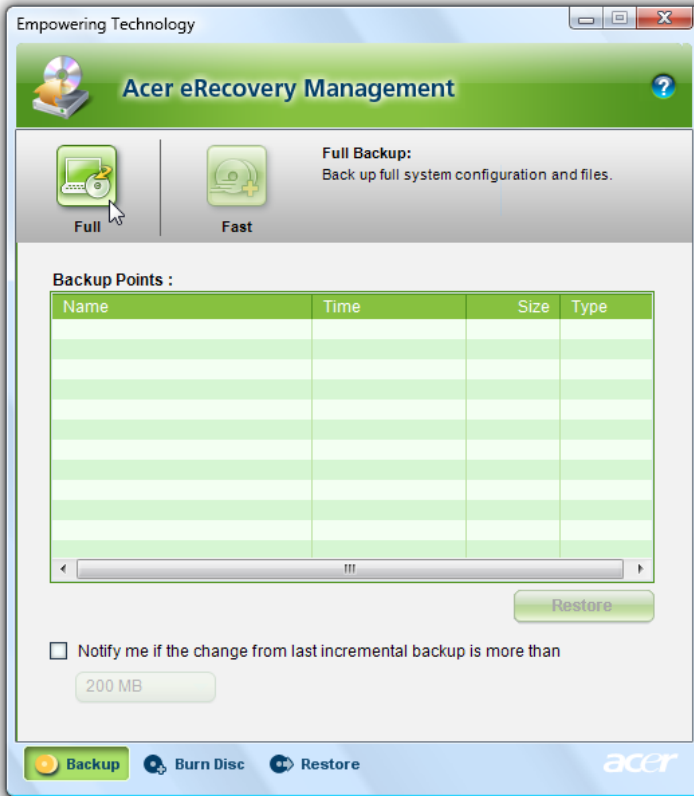 Empowering Technology
Acer eRecovery Management
?
Full
Fast
Full Backup:
Back up full system configuration and files.
Backup Points :
Name Time Size Type
Restore
Notify me if the change from last incremental backup is more than
200 MB
Backup Burn Disc Restore acer